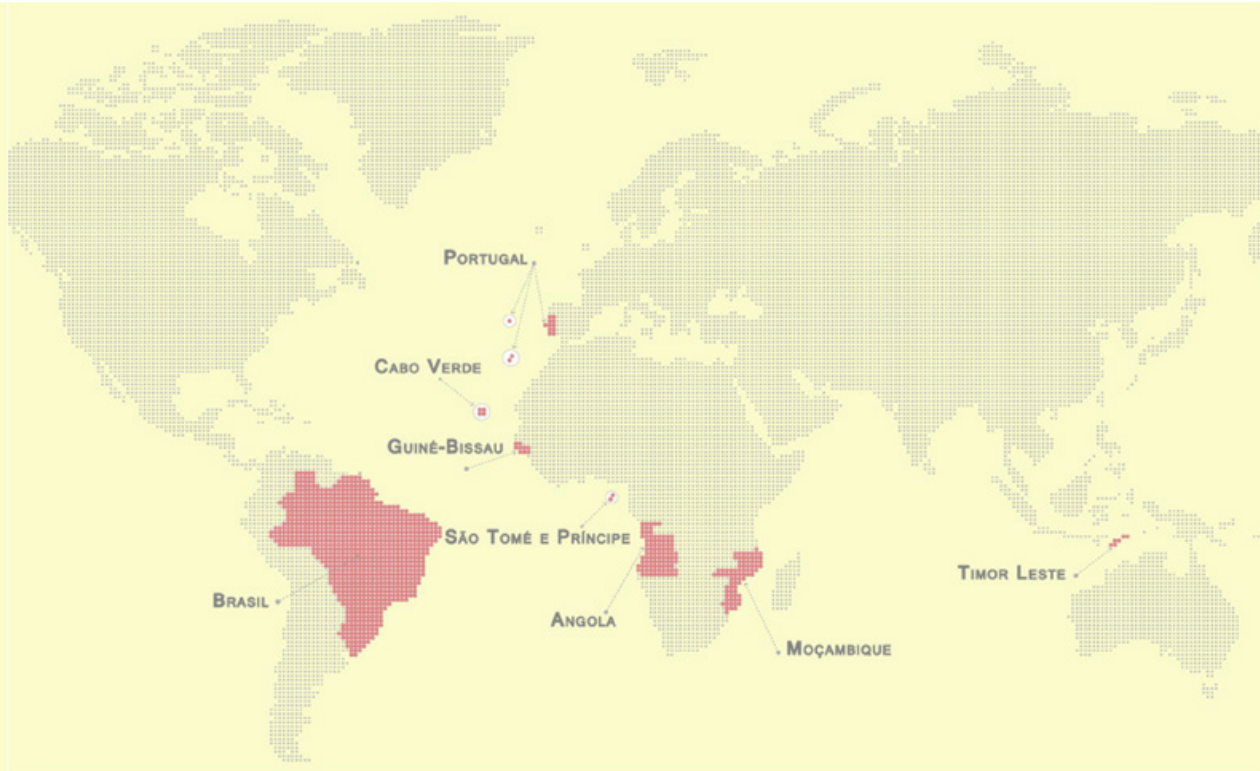 PORTUGAL
CABO VERDE
GUINÉ-BISSAU
SÃO TOMÉ E PRÍNCIPE
TIMOR LESTE
BRASIL
ANGOLA
MOÇAMBIQUE